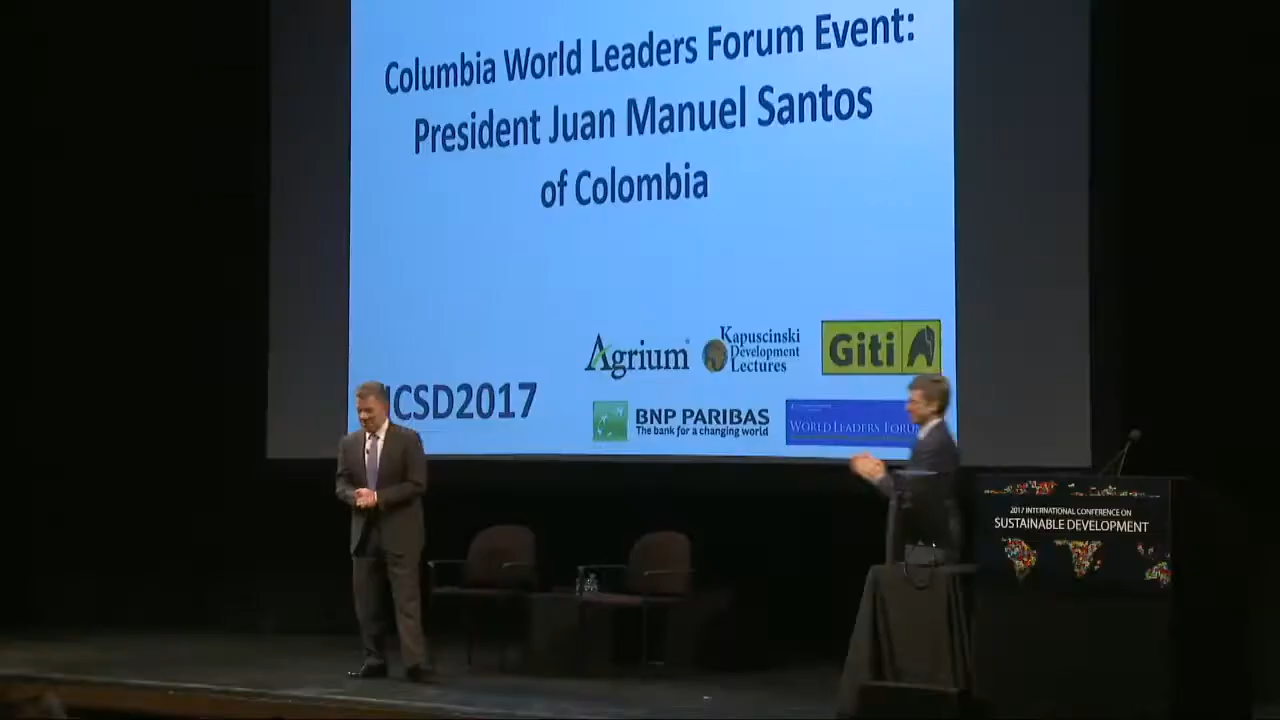 Columbia World Leaders Forum Event:
President Juan Manuel Santos
of Colombia
Agrium
Kapuscinski
Development
Lectures
Giti
CSD2017
BNP PARIBAS
The bank for a changing world
WORLD LEADERS FORU
2017 INTERNATIONAL CONFERENCE ON
SUSTAINABLE DEVELOPMENT